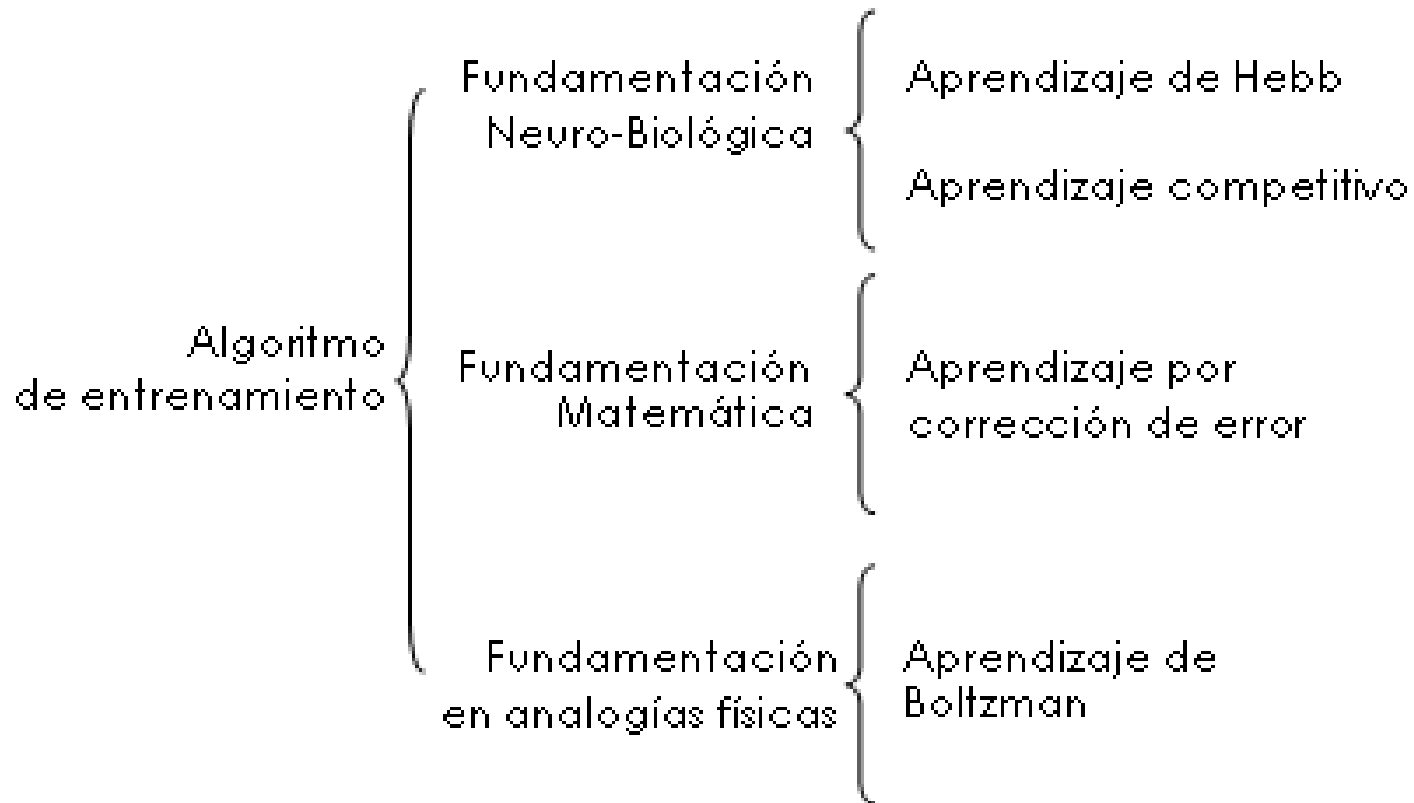 Fundamentación
Neuro-Biológica
Aprendizaje de Hebb
Aprendizaje competitivo
Algoritmo
de entrenamiento
Fundamentación
Matemática
Aprendizaje por
corrección de error
Fundamentación
en analogías físicas
Aprendizaje de
Boltzman